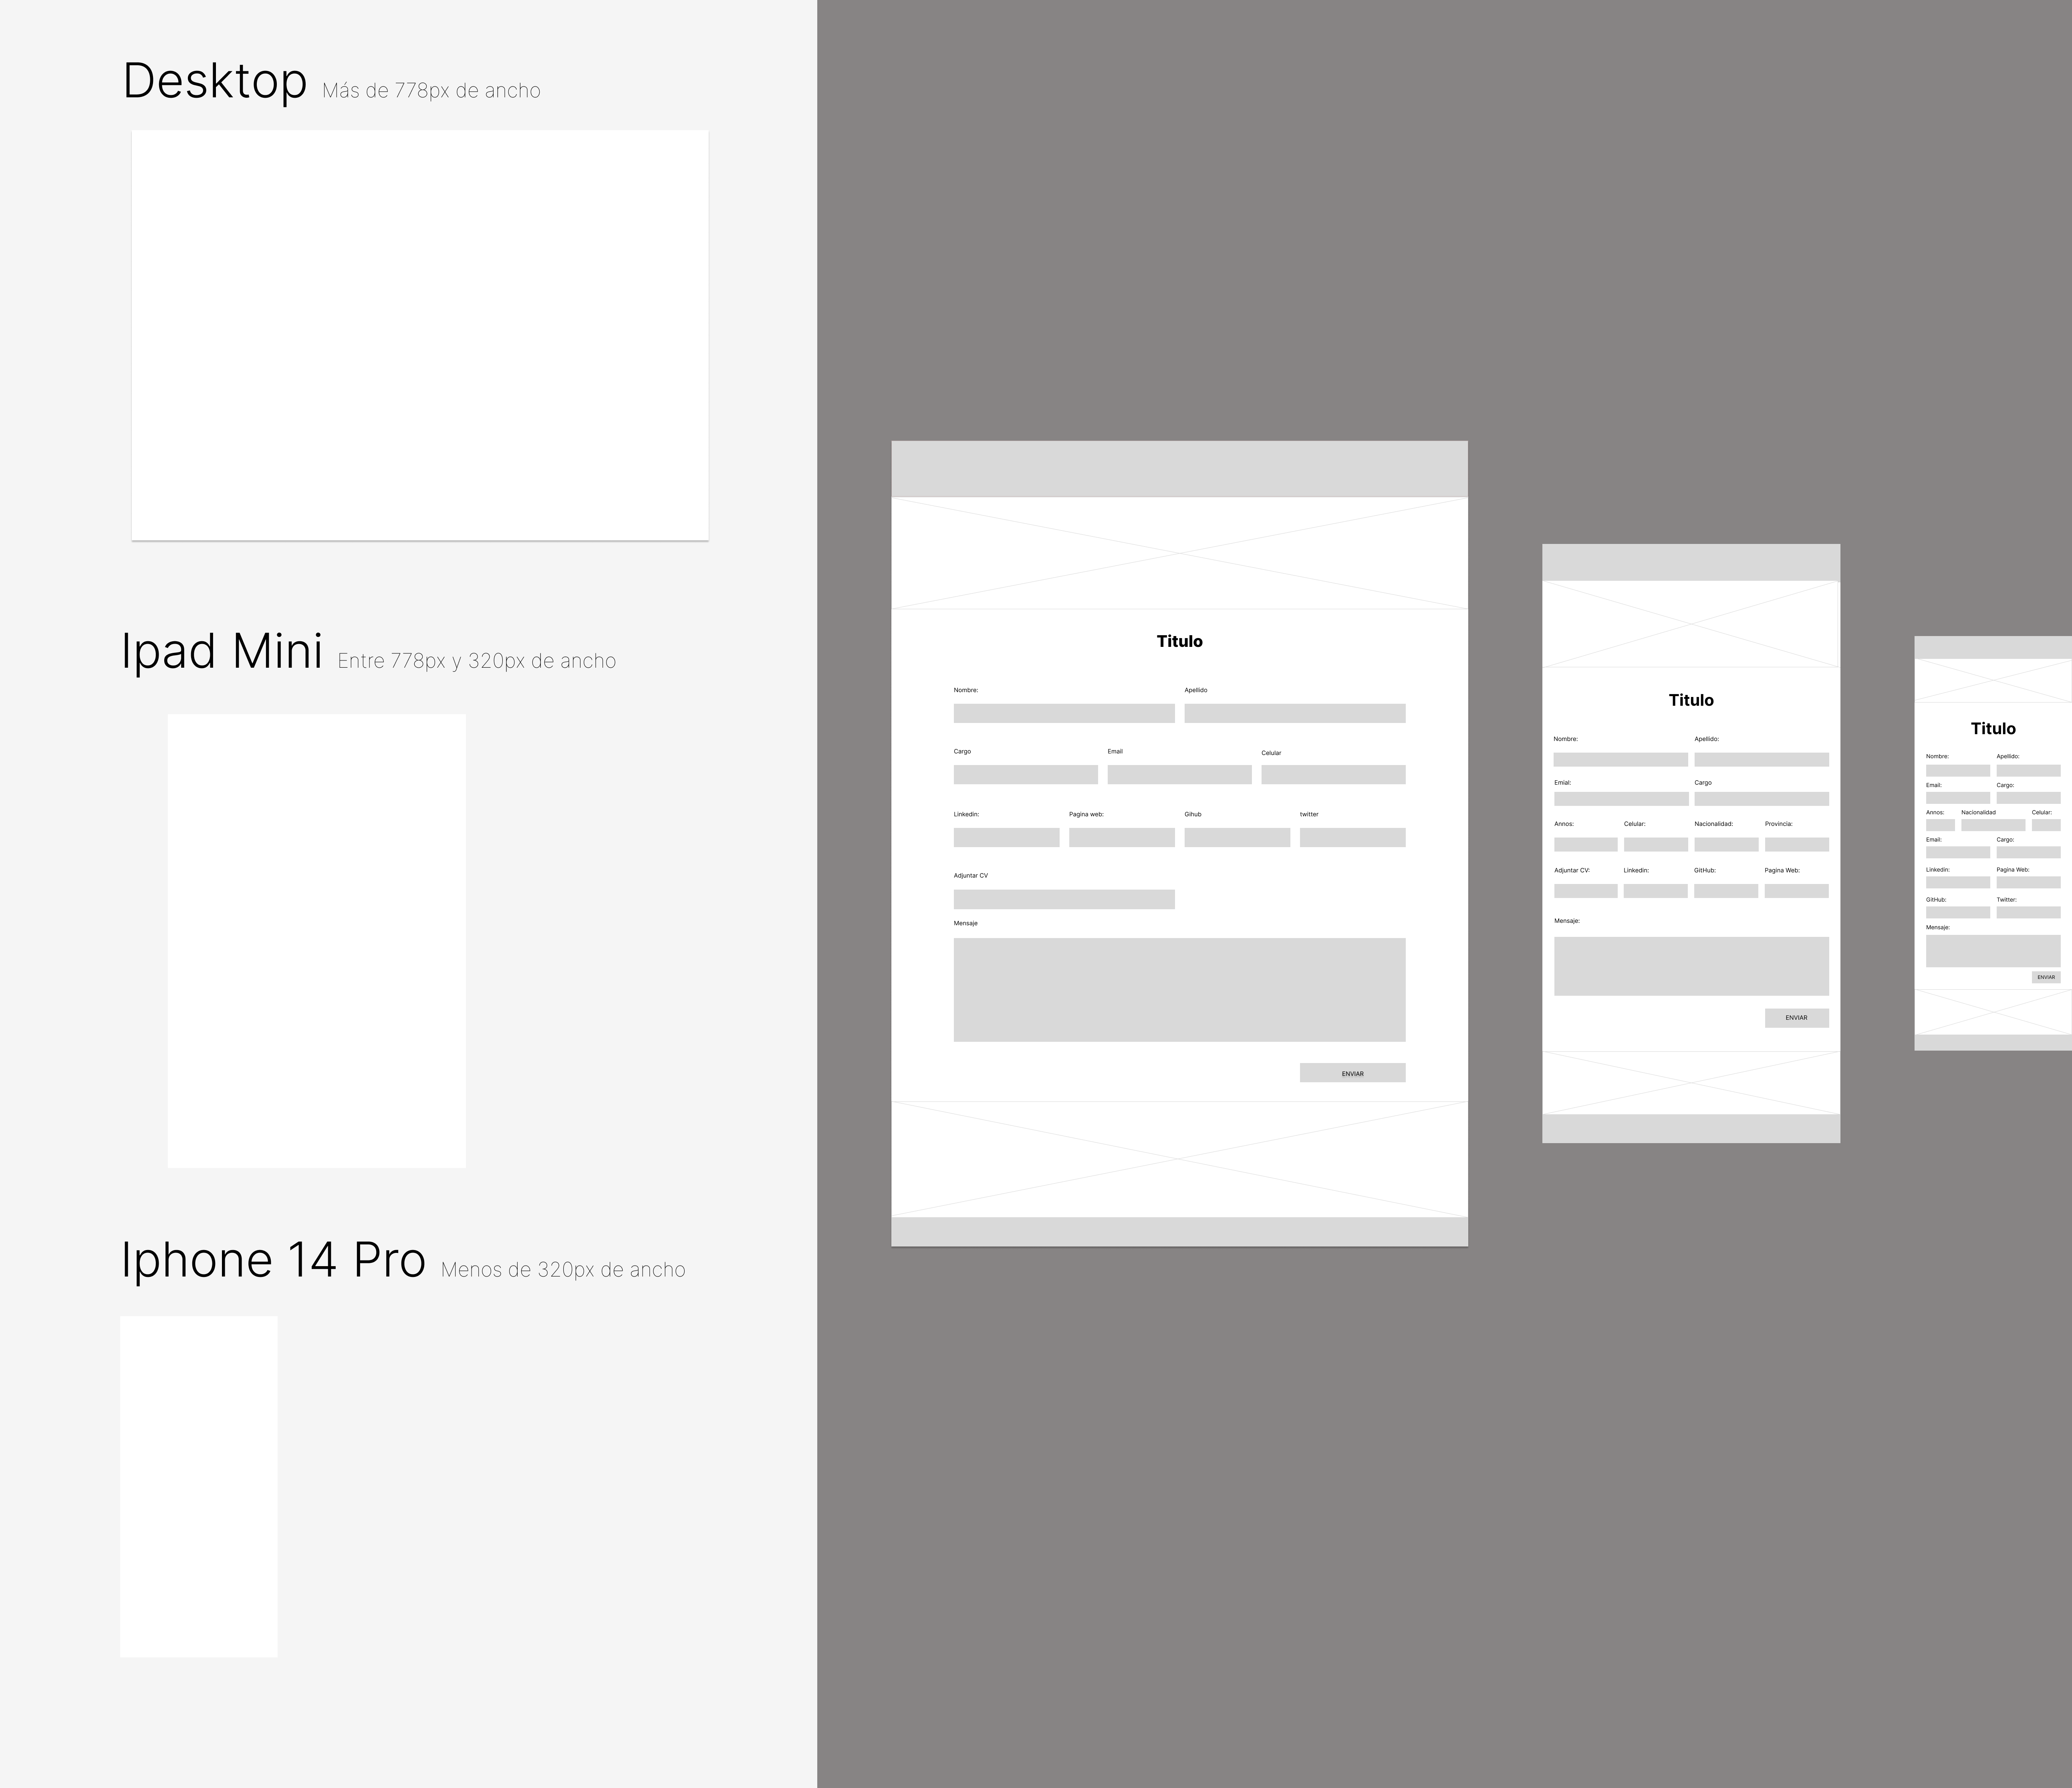 Desktop Más de 778px de ancho
Ipad Mini Entre 778px y 320px de ancho
Iphone 14 Pro Menos de 320px de ancho
Titulo
Nombre: Apellido
Cargo Email Celular
Linkedin: Pagina web: Gihub twitter
Adjuntar CV
Mensaje
ENVIAR
Titulo
Nombre: Apellido:
Emial: Cargo
Annos: Celular: Nacionalidad: Provincia:
Adjuntar CV: Linkedin: GitHub: Pagina Web:
Mensaje:
ENVIAR
Titulo
Nombre: Apellido:
Email: Cargo:
Annos: Nacionalidad Celular:
Email: Cargo:
Linkedin: Pagina Web:
GitHub: Twitter:
Mensaje:
ENVIAR